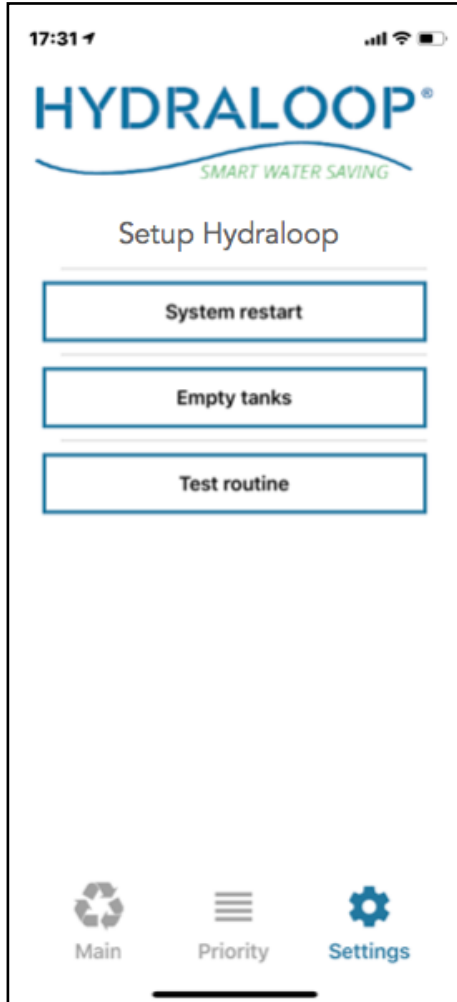 17:31
HYDRALOOP®
SMART WATER SAVING
Setup Hydraloop
System restart
Empty tanks
Test routine
Main Priority Settings